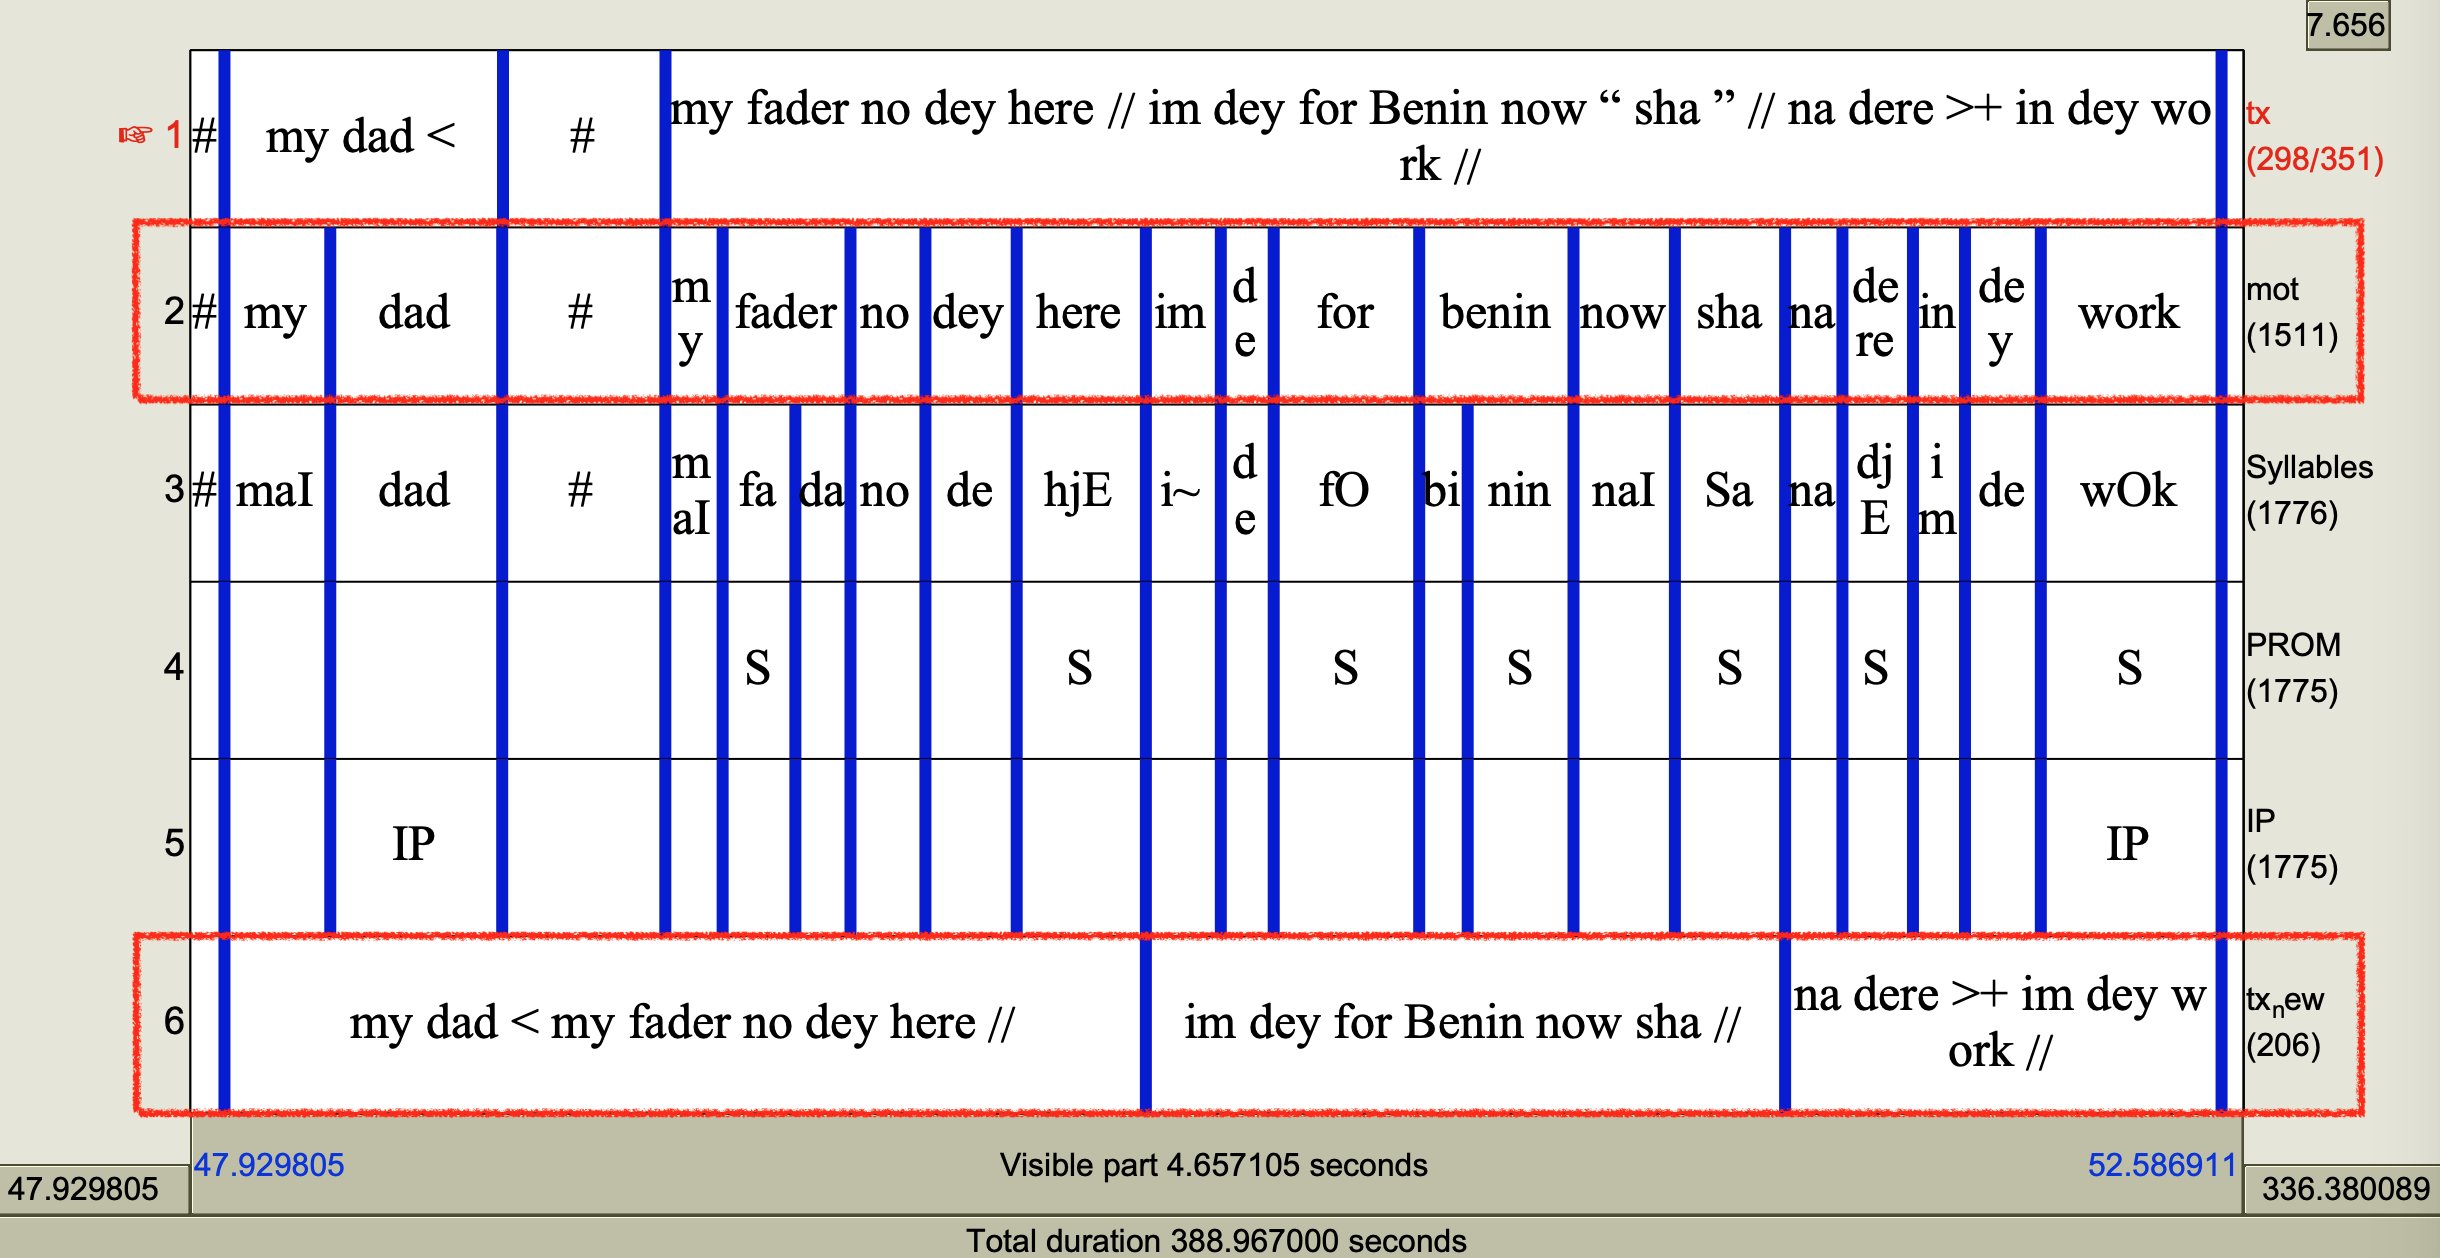 7.656
☞ 1 # my dad < # my fader no dey here // im dey for Benin now “ sha ” // na dere >+ in dey wo
rk // tx
(298/351)
2 # my dad # m
y fader no dey here im d
e for benin now sha na de
re in de
y work mot
(1511)
3 # maI dad # m
aI fa da no de hjE i~ d
e fO bi nin naI Sa na dj
E i
m de wOk Syllables
(1776)
4 S S S S S S S PROM
(1775)
5 IP IP IP
(1775)
6 my dad < my fader no dey here // im dey for Benin now sha // na dere >+ im dey w
ork // txnew
(206)
47.929805 Visible part 4.657105 seconds 52.586911
47.929805 336.380089
Total duration 388.967000 seconds